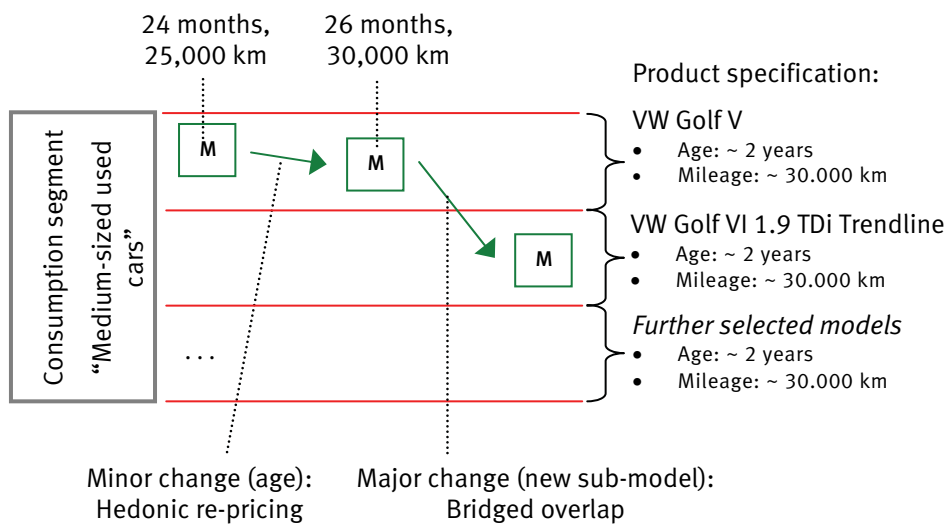 24 months,
25,000 km
26 months,
30,000 km
Product specification:
Consumption segment
“Medium-sized used
cars”
M
M
M
...
VW Golf V
• Age: ~ 2 years
• Mileage: ~ 30.000 km
VW Golf VI 1.9 TDi Trendline
• Age: ~ 2 years
• Mileage: ~ 30.000 km
Further selected models
• Age: ~ 2 years
• Mileage: ~ 30.000 km
Minor change (age):
Hedonic re-pricing
Major change (new sub-model):
Bridged overlap